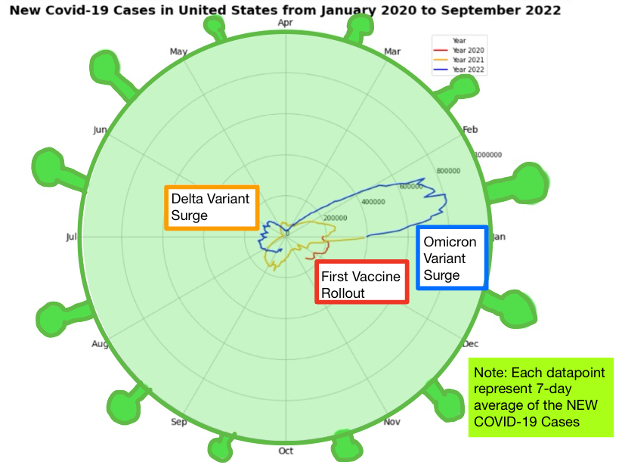 New Covid-19 Cases in United States from January 2020 to September 2022
Apr
May
Mar
Year
Year 2020
Year 2021
Year 2022
Jun
Feb
1000000
800000
600000
400000
200000
0
Delta Variant
Surge
Jul
Jan
Omicron
Variant
Surge
First Vaccine
Rollout
Aug
Dec
Note: Each datapoint
represent 7-day
average of the NEW
COVID-19 Cases
Sep
Nov
Oct